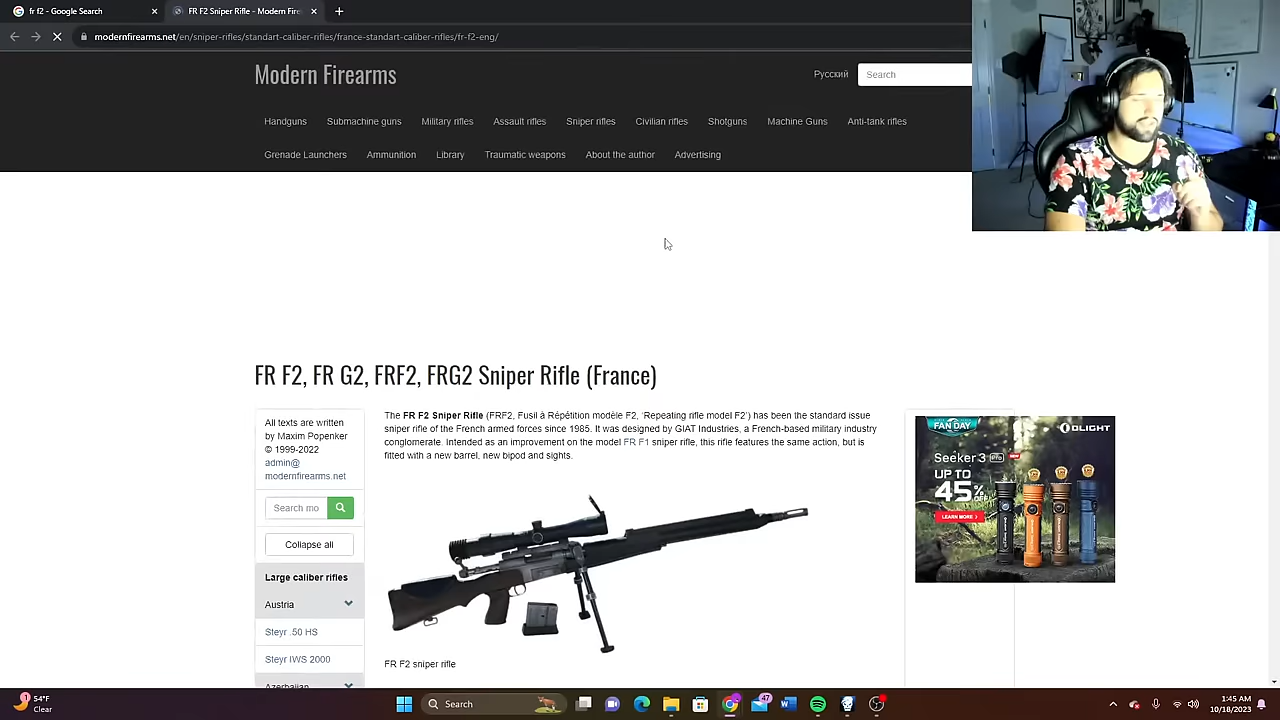 fr f2 - Google Search
FR F2 Sniper Rifle - Modern Fire
modernfirearms.net/en/sniper-rifles/standart-caliber-rifles/france-standart-caliber-rifles/fr-f2-eng/
Modern Firearms
Русский
Search
Handguns
Submachine guns
Military rifles
Assault rifles
Sniper rifles
Civilian rifles
Shotguns
Machine Guns
Anti-tank rifles
Grenade Launchers
Ammunition
Library
Traumatic weapons
About the author
Advertising
FR F2, FR G2, FRF2, FRG2 Sniper Rifle (France)
All texts are written
by Maxim Popenker
© 1999-2022
admin@
modernfirearms.net
Search mo
Collapse all
Large caliber rifles
Austria
Steyr .50 HS
Steyr IWS 2000
Azerbaijan
The FR F2 Sniper Rifle (FRF2, Fusil à Répétition modèle F2, 'Repeating rifle model F2') has been the standard issue
sniper rifle of the French armed forces since 1985. It was designed by GIAT Industries, a French-based military industry
conglomerate. Intended as an improvement on the model FR F1 sniper rifle, this rifle features the same action, but is
fitted with a new barrel, new bipod and sights.
FR F2 sniper rifle
FAN DAY
OLIGHT
Seeker 3 Pro NEW
UP TO
45% OFF
LEARN MORE >
1
54°F
Clear
Search
47
1:45 AM
10/18/2023